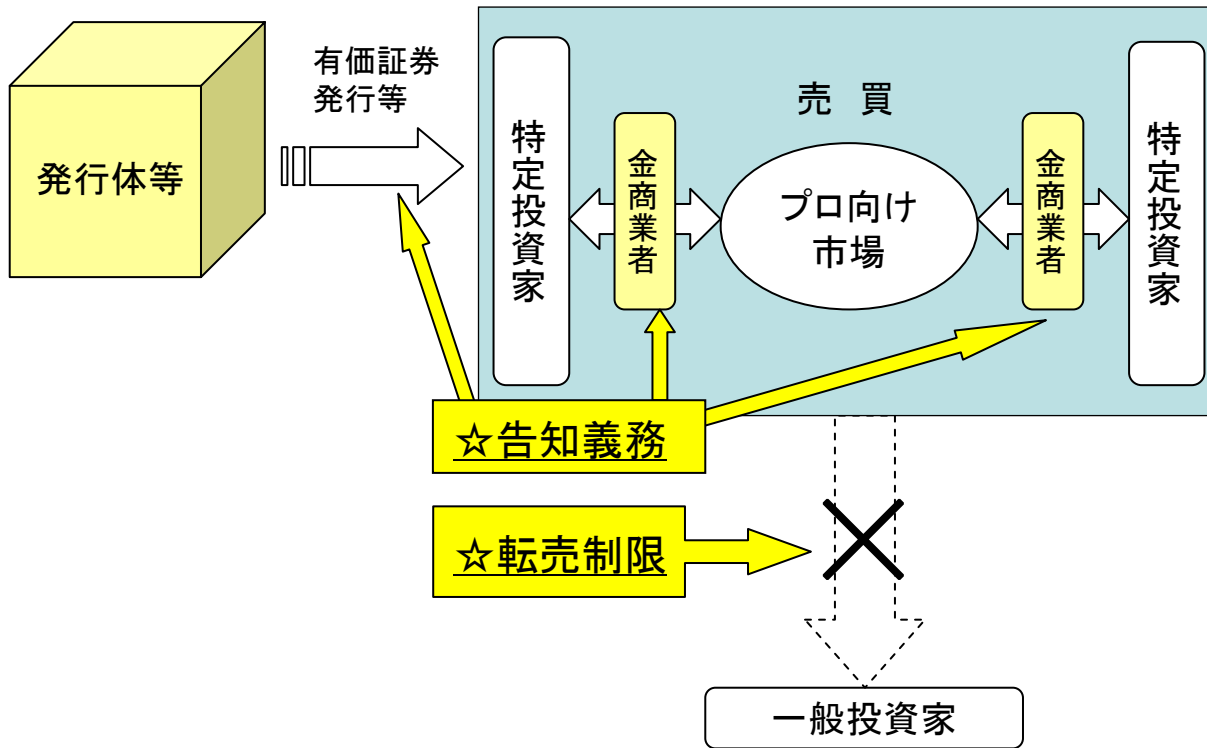 発行体等
有価証券
発行等
特定投資家
金商業者
売 買
プロ向け
市場
金商業者
特定投資家
☆告知義務
☆転売制限
一般投資家